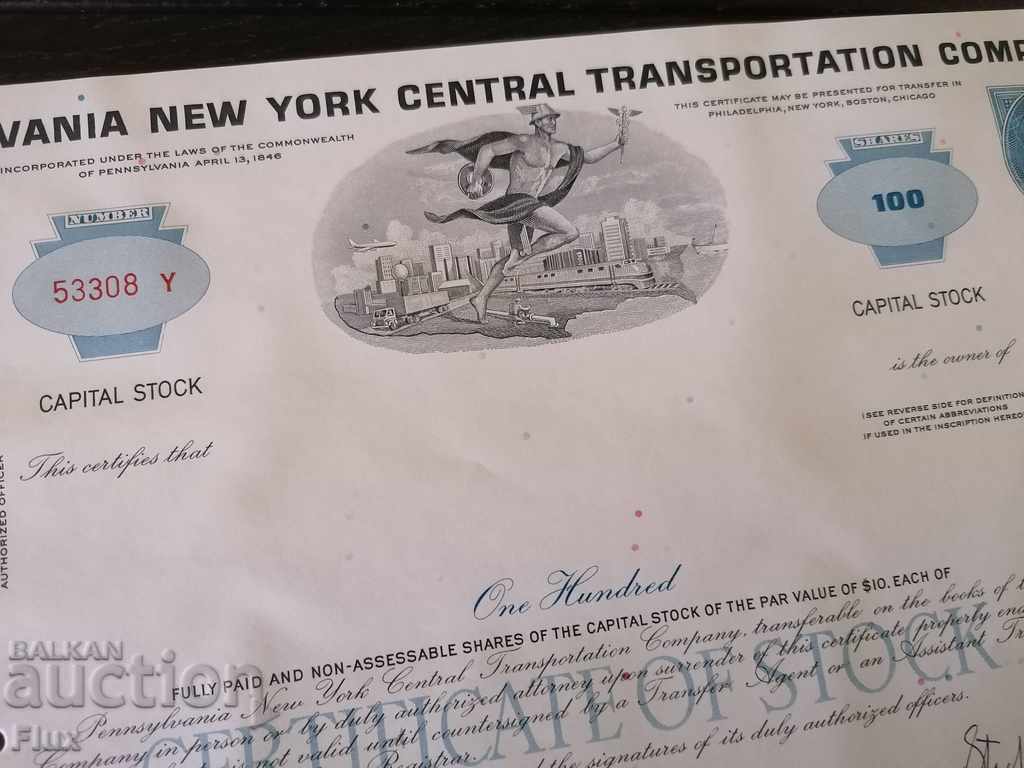 VANIA NEW YORK CENTRAL TRANSPORTATION COMP
INCORPORATED UNDER THE LAWS OF THE COMMONWEALTH
OF PENNSYLVANIA APRIL 13, 1846
THIS CERTIFICATE MAY BE PRESENTED FOR TRANSFER IN
PHILADELPHIA, NEW YORK, BOSTON, CHICAGO
NUMBER
53308 Y
CAPITAL STOCK
SHARES
100
CAPITAL STOCK
This certifies that
is the owner of
(SEE REVERSE SIDE FOR DEFINITION
OF CERTAIN ABBREVIATIONS
IF USED IN THE INSCRIPTION HEREO
AUTHORIZED OFFICER
One Hundred
FULLY PAID AND NON-ASSESSABLE SHARES OF THE CAPITAL STOCK OF THE PAR VALUE OF $10. EACH OF
Pennsylvania New York Central Transportation Company, transferable on the books of t
Company in person or by duly authorized attorney upon surrender of this certificate properly endo
is not valid until countersigned by a Transfer Agent or an Assistant Tra
Registrar.
the signatures of its duly authorized officers.
CERTIFICATE OF STOCK
BALKAN
auction
Flux